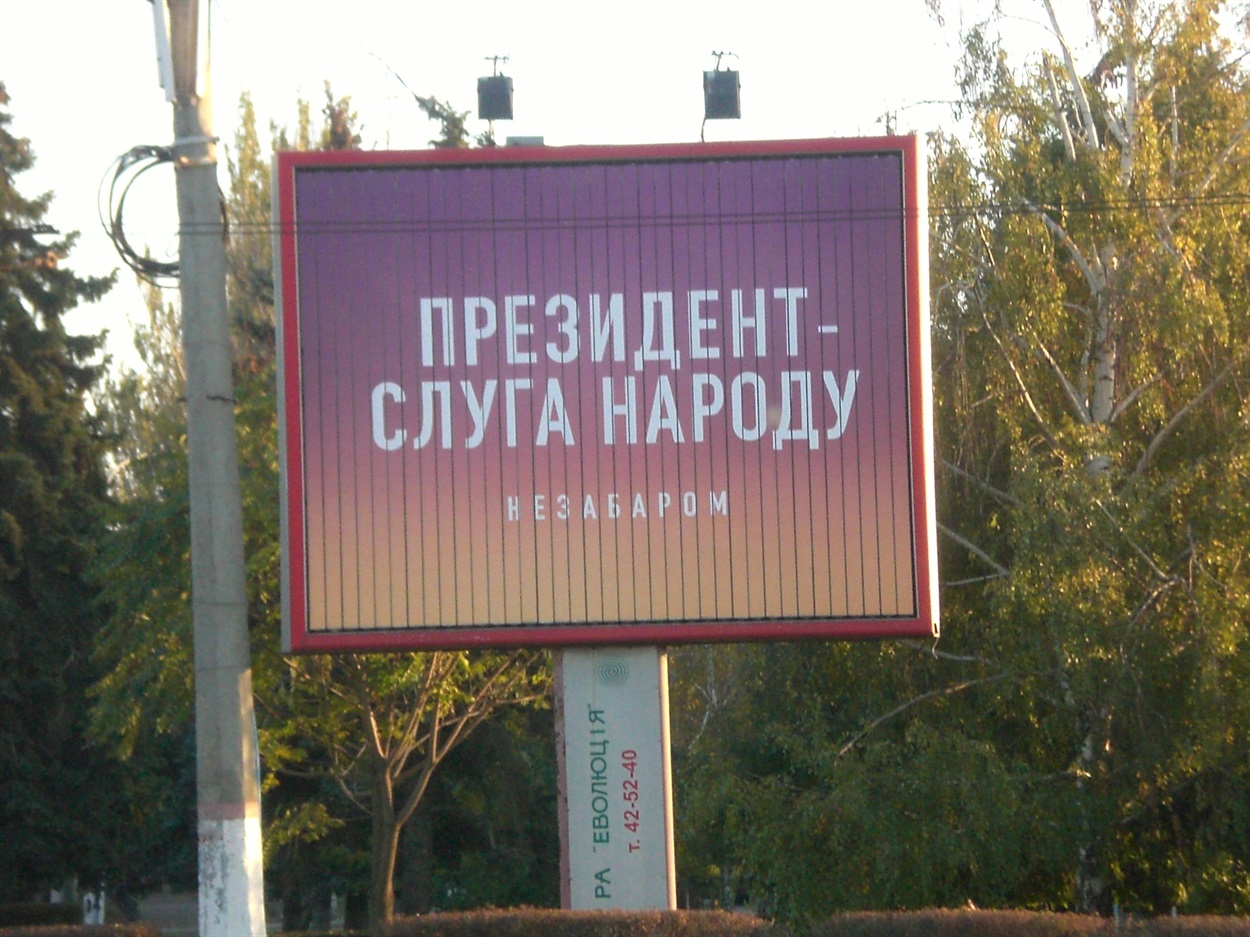 ПРЕЗИДЕНТ-
СЛУГА НАРОДУ
НЕЗАБАРОМ
РА "ЕВОЛЮЦІЯ"
т. 42-52-40